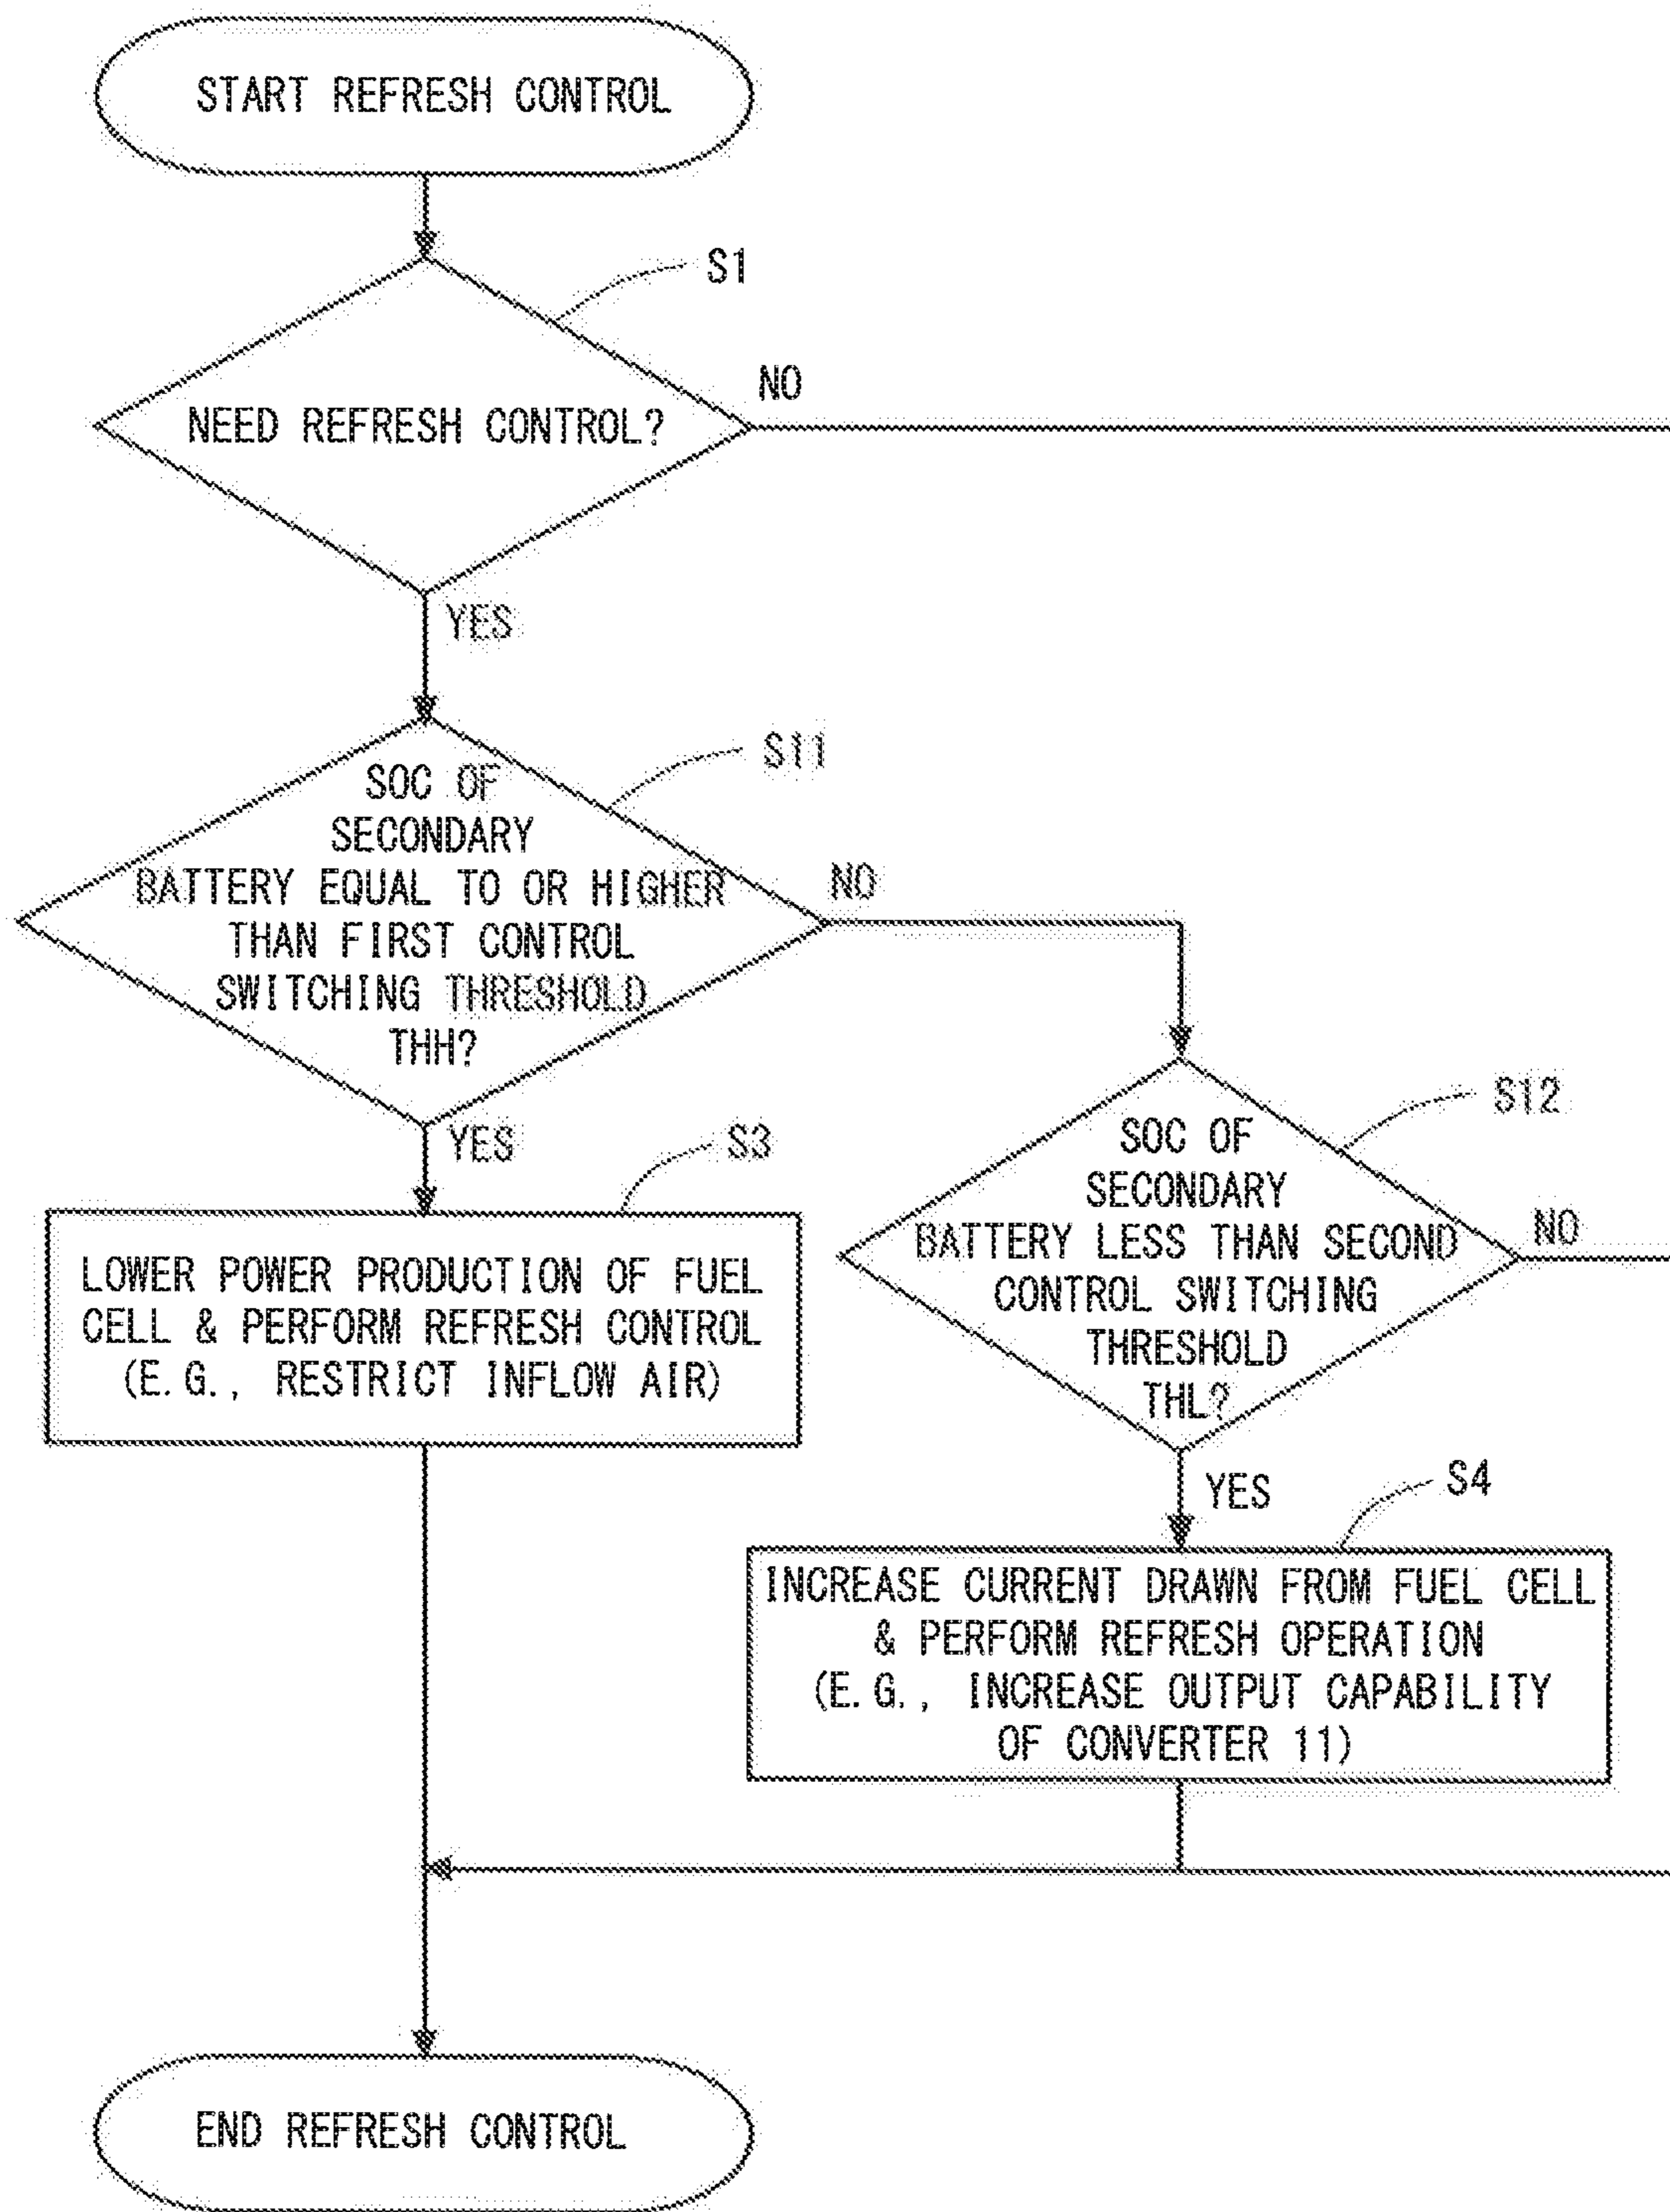 START REFRESH CONTROL
S1
NEED REFRESH CONTROL?
NO
YES
S11
SOC OF
SECONDARY
BATTERY EQUAL TO OR HIGHER
THAN FIRST CONTROL
SWITCHING THRESHOLD
THH?
NO
YES
S3
LOWER POWER PRODUCTION OF FUEL
CELL & PERFORM REFRESH CONTROL
(E.G., RESTRICT INFLOW AIR)
S12
SOC OF
SECONDARY
BATTERY LESS THAN SECOND
CONTROL SWITCHING
THRESHOLD
THL?
NO
YES
S4
INCREASE CURRENT DRAWN FROM FUEL CELL
& PERFORM REFRESH OPERATION
(E.G., INCREASE OUTPUT CAPABILITY
OF CONVERTER 11)
END REFRESH CONTROL